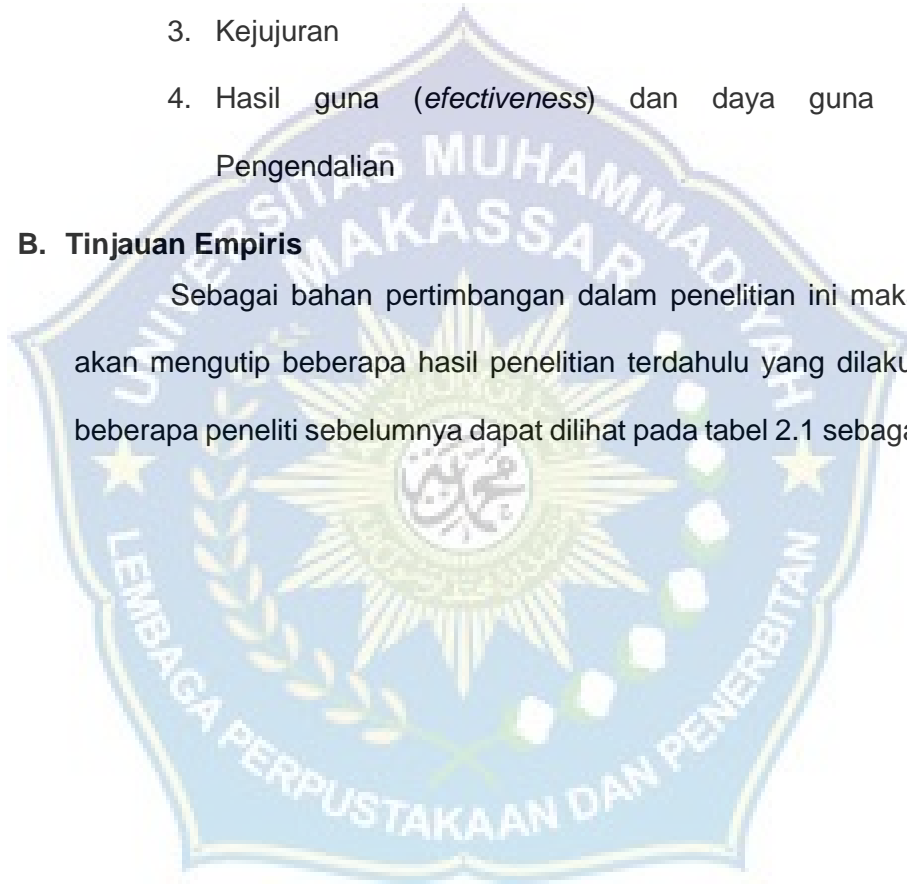 3. Kejujuran
4. Hasil guna (efectiveness) dan daya guna
Pengendalian
B. Tinjauan Empiris
Sebagai bahan pertimbangan dalam penelitian ini mak
akan mengutip beberapa hasil penelitian terdahulu yang dilaku
beberapa peneliti sebelumnya dapat dilihat pada tabel 2.1 sebaga
UNIVERSITAS MUHAMMADIYAH
MAKASSAR
LEMBAGA PERPUSTAKAAN DAN PENERBITAN